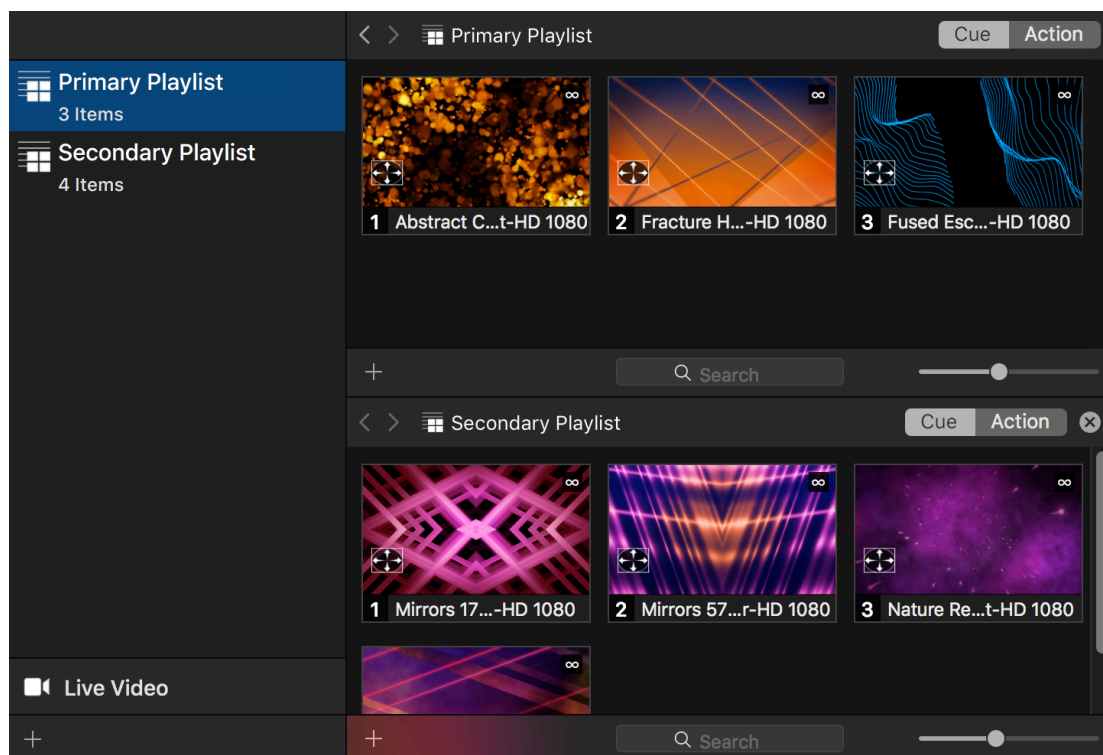 Primary Playlist
3 Items
Secondary Playlist
4 Items
Live Video
Primary Playlist
Cue Action
1 Abstract C...t-HD 1080
2 Fracture H...-HD 1080
3 Fused Esc...-HD 1080
Search
Secondary Playlist
Cue Action
1 Mirrors 17...-HD 1080
2 Mirrors 57...r-HD 1080
3 Nature Re...t-HD 1080
Search